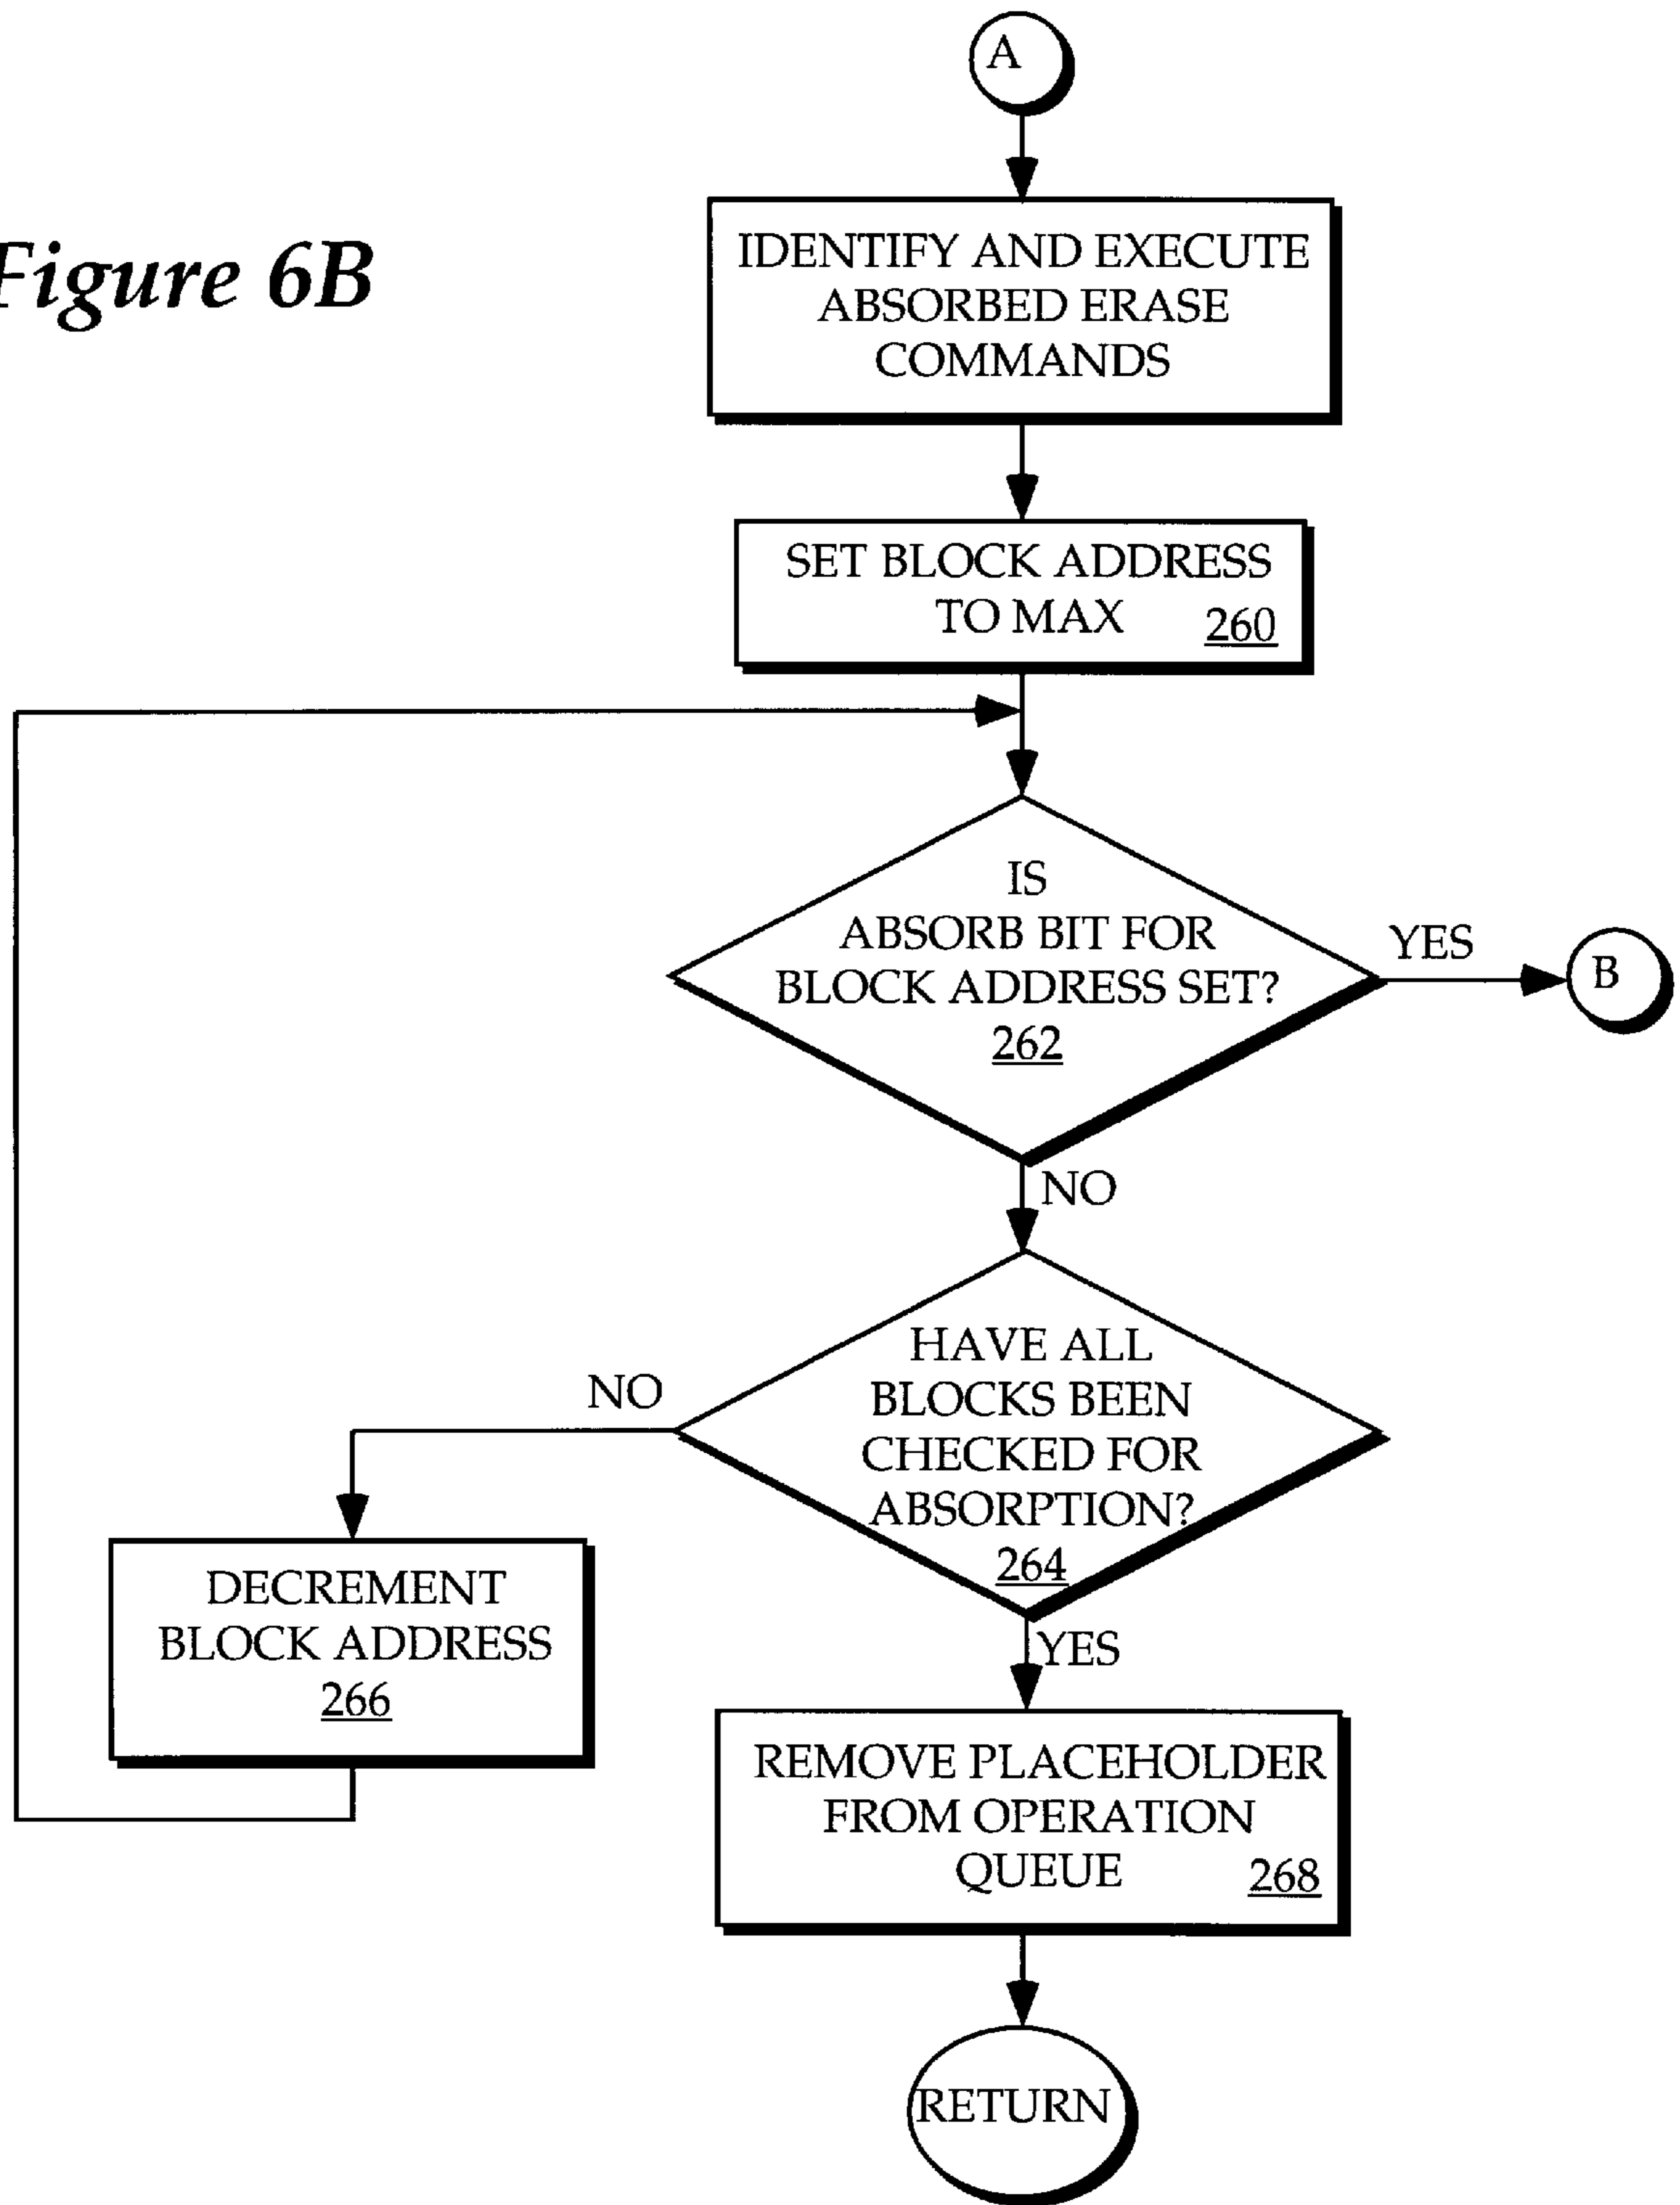 A
Figure 6B
IDENTIFY AND EXECUTE
ABSORBED ERASE
COMMANDS
SET BLOCK ADDRESS
TO MAX 260
IS
ABSORB BIT FOR
BLOCK ADDRESS SET?
262
YES
B
NO
HAVE ALL
BLOCKS BEEN
CHECKED FOR
ABSORPTION?
264
NO
DECREMENT
BLOCK ADDRESS
266
YES
REMOVE PLACEHOLDER
FROM OPERATION
QUEUE 268
RETURN